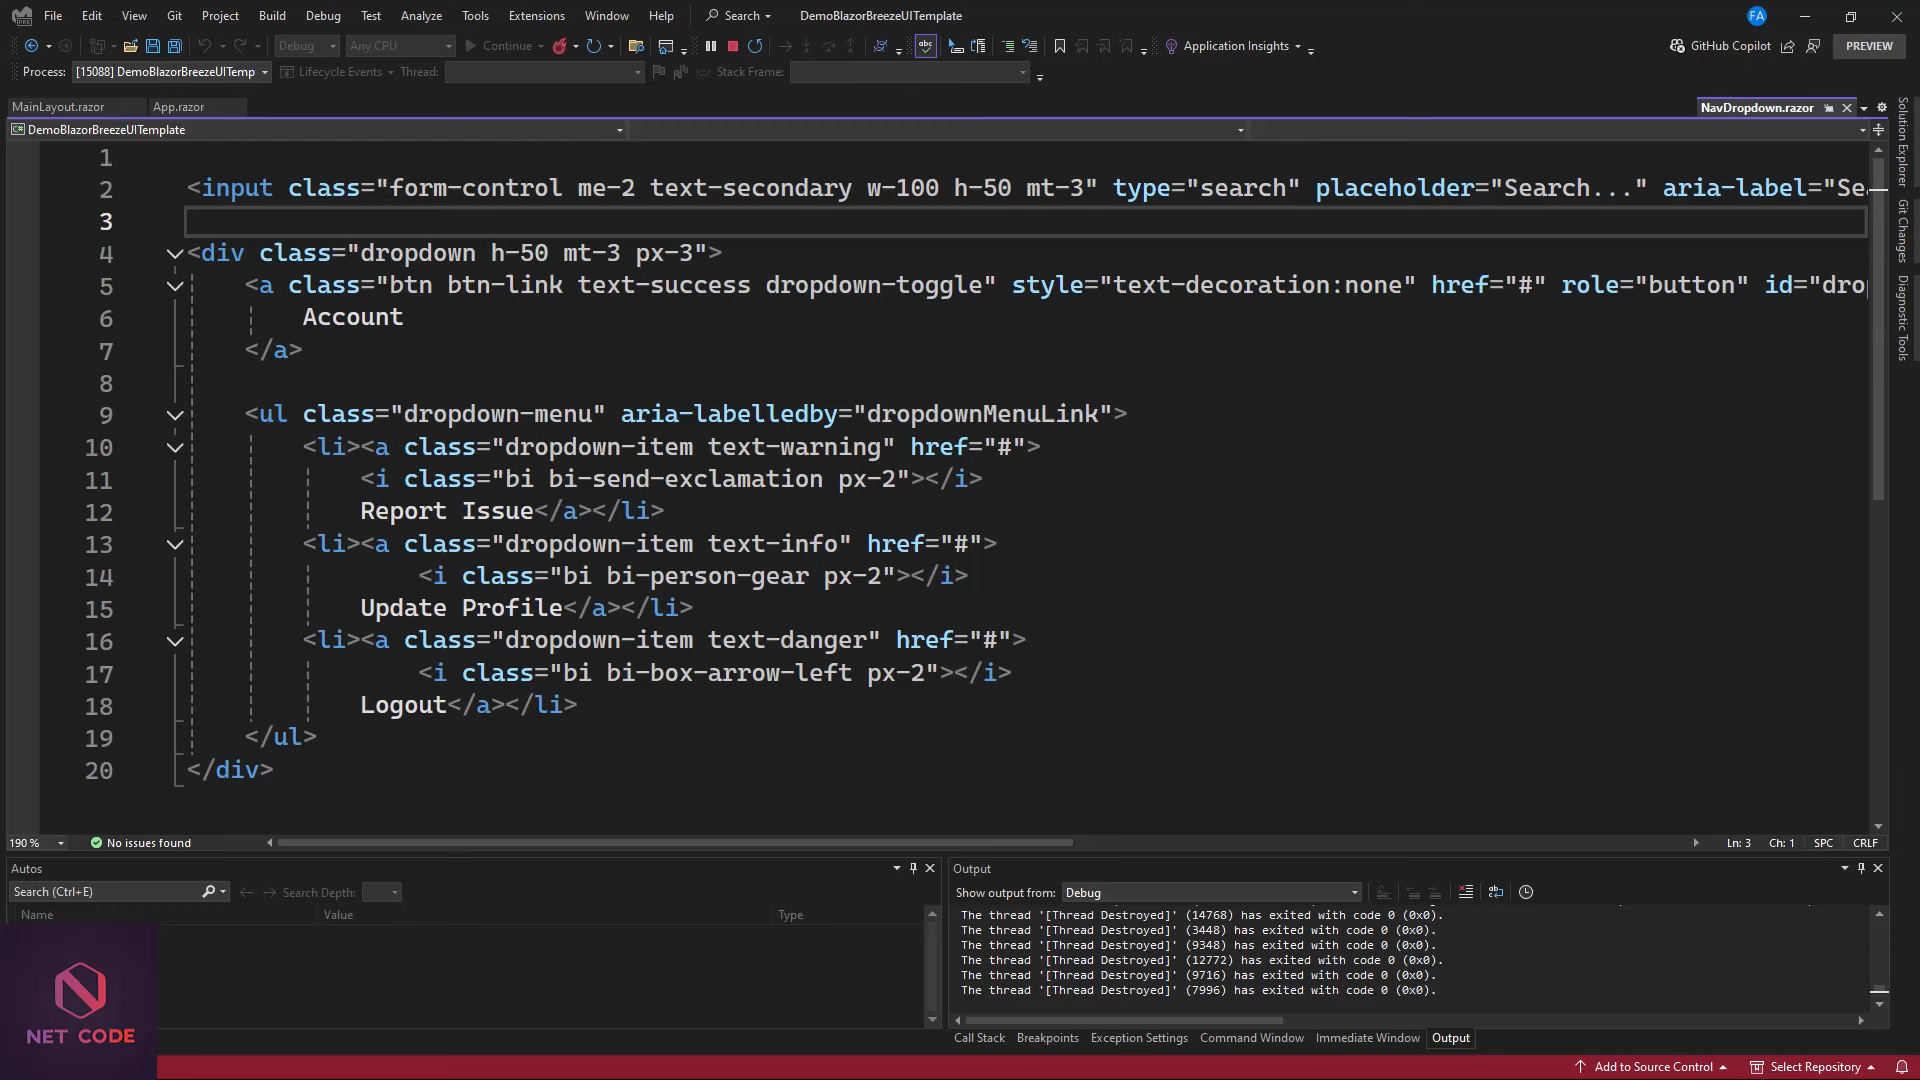 File Edit View Git Project Build Debug Test Analyze Tools Extensions Window Help Search DemoBlazorBreezeUITemplate FA
Debug Any CPU Continue abc Application Insights GitHub Copilot PREVIEW
Process: [15088] DemoBlazorBreezeUITemp Lifecycle Events Thread: Stack Frame:
MainLayout.razor App.razor NavDropdown.razor
C# DemoBlazorBreezeUITemplate
1
2 <input class="form-control me-2 text-secondary w-100 h-50 mt-3" type="search" placeholder="Search..." aria-label="Sea
3
4 <div class="dropdown h-50 mt-3 px-3">
5 <a class="btn btn-link text-success dropdown-toggle" style="text-decoration:none" href="#" role="button" id="drop
6 Account
7 </a>
8
9 <ul class="dropdown-menu" aria-labelledby="dropdownMenuLink">
10 <li><a class="dropdown-item text-warning" href="#">
11 <i class="bi bi-send-exclamation px-2"></i>
12 Report Issue</a></li>
13 <li><a class="dropdown-item text-info" href="#">
14 <i class="bi bi-person-gear px-2"></i>
15 Update Profile</a></li>
16 <li><a class="dropdown-item text-danger" href="#">
17 <i class="bi bi-box-arrow-left px-2"></i>
18 Logout</a></li>
19 </ul>
20 </div>
Solution Explorer
Git Changes
Diagnostic Tools
190 % No issues found Ln: 3 Ch: 1 SPC CRLF
Autos
Search (Ctrl+E) Search Depth:
Name Value Type
Output
Show output from: Debug
The thread '[Thread Destroyed]' (14768) has exited with code 0 (0x0).
The thread '[Thread Destroyed]' (3448) has exited with code 0 (0x0).
The thread '[Thread Destroyed]' (9348) has exited with code 0 (0x0).
The thread '[Thread Destroyed]' (12772) has exited with code 0 (0x0).
The thread '[Thread Destroyed]' (9716) has exited with code 0 (0x0).
The thread '[Thread Destroyed]' (7996) has exited with code 0 (0x0).
Call Stack Breakpoints Exception Settings Command Window Immediate Window Output
NET CODE
Add to Source Control Select Repository